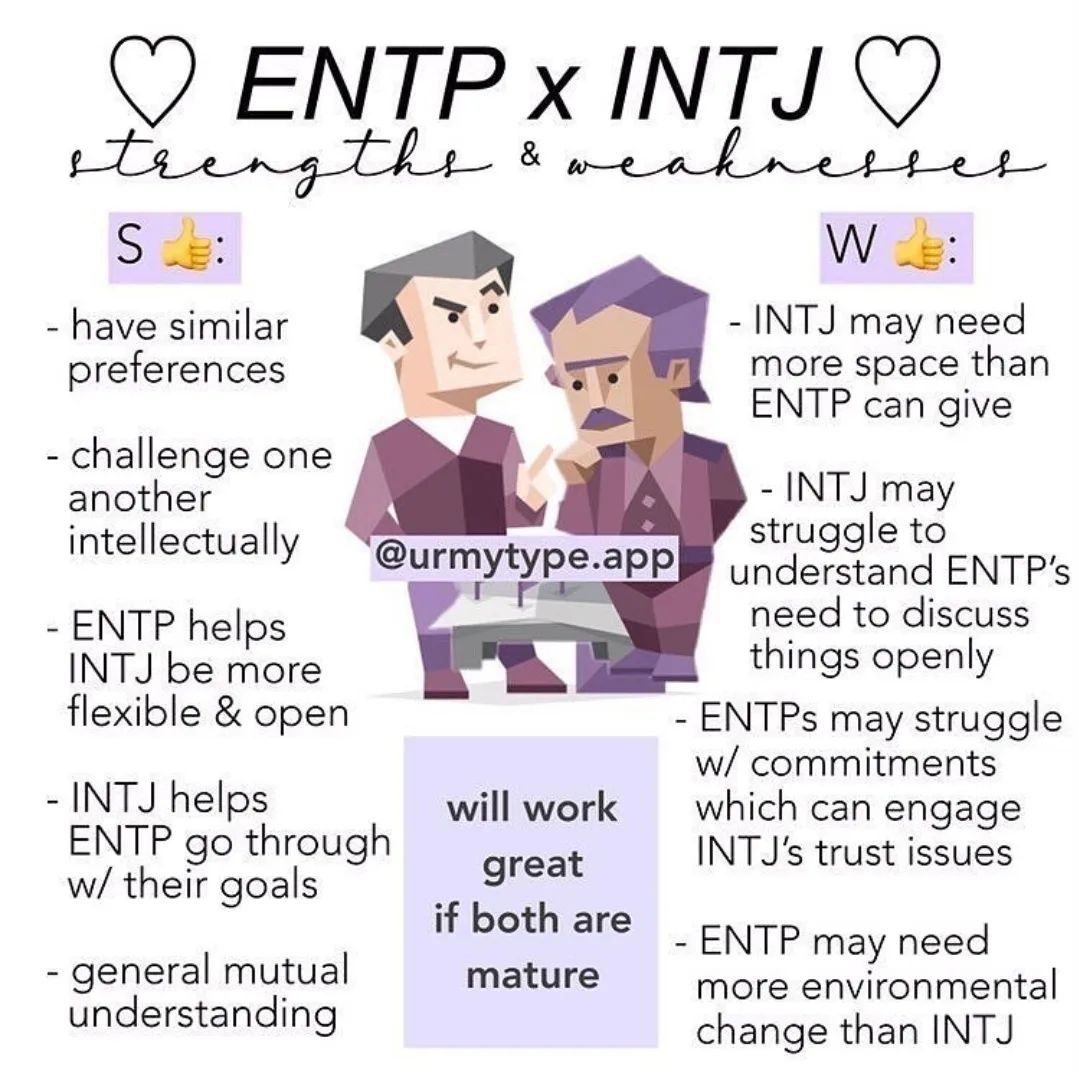 ♡ ENTP x INTJ ♡
strengths & weaknesses
S 👍:
- have similar
preferences
- challenge one
another
intellectually
- ENTP helps
INTJ be more
flexible & open
- INTJ helps
ENTP go through
w/ their goals
- general mutual
understanding
@urmytype.app
will work
great
if both are
mature
W 👍:
- INTJ may need
more space than
ENTP can give
- INTJ may
struggle to
understand ENTP's
need to discuss
things openly
- ENTPs may struggle
w/ commitments
which can engage
INTJ's trust issues
- ENTP may need
more environmental
change than INTJ